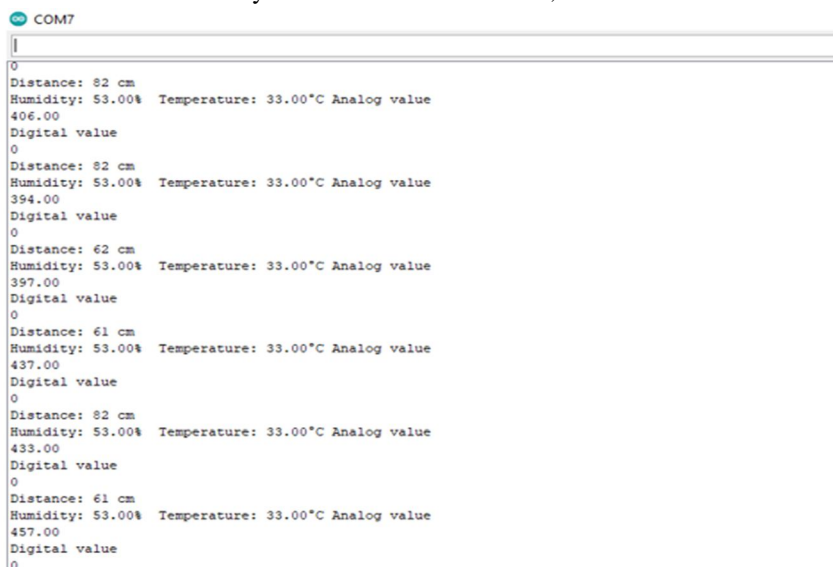 COM7
0
Distance: 82 cm
Humidity: 53.00%  Temperature: 33.00°C Analog value
406.00
Digital value
0
Distance: 82 cm
Humidity: 53.00%  Temperature: 33.00°C Analog value
394.00
Digital value
0
Distance: 62 cm
Humidity: 53.00%  Temperature: 33.00°C Analog value
397.00
Digital value
0
Distance: 61 cm
Humidity: 53.00%  Temperature: 33.00°C Analog value
437.00
Digital value
0
Distance: 82 cm
Humidity: 53.00%  Temperature: 33.00°C Analog value
433.00
Digital value
0
Distance: 61 cm
Humidity: 53.00%  Temperature: 33.00°C Analog value
457.00
Digital value
0